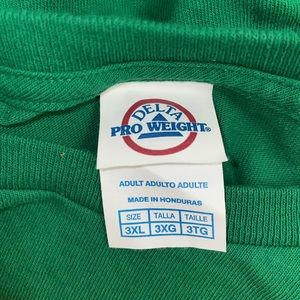 DELTA
PRO WEIGHT®
ADULT ADULTO ADULTE
MADE IN HONDURAS
SIZE TALLA TAILLE
3XL 3XG 3TG